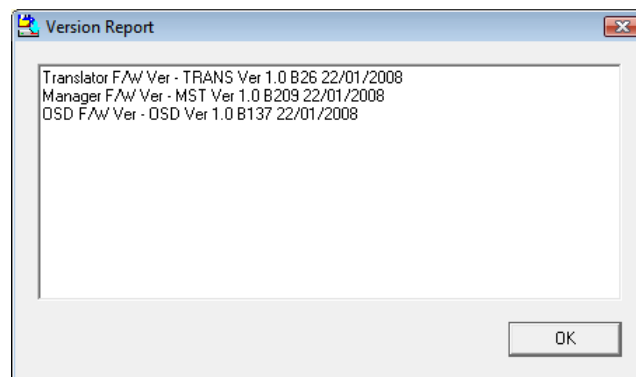 Version Report
Translator F/W Ver - TRANS Ver 1.0 B26 22/01/2008
Manager F/W Ver - MST Ver 1.0 B209 22/01/2008
OSD F/W Ver - OSD Ver 1.0 B137 22/01/2008
OK